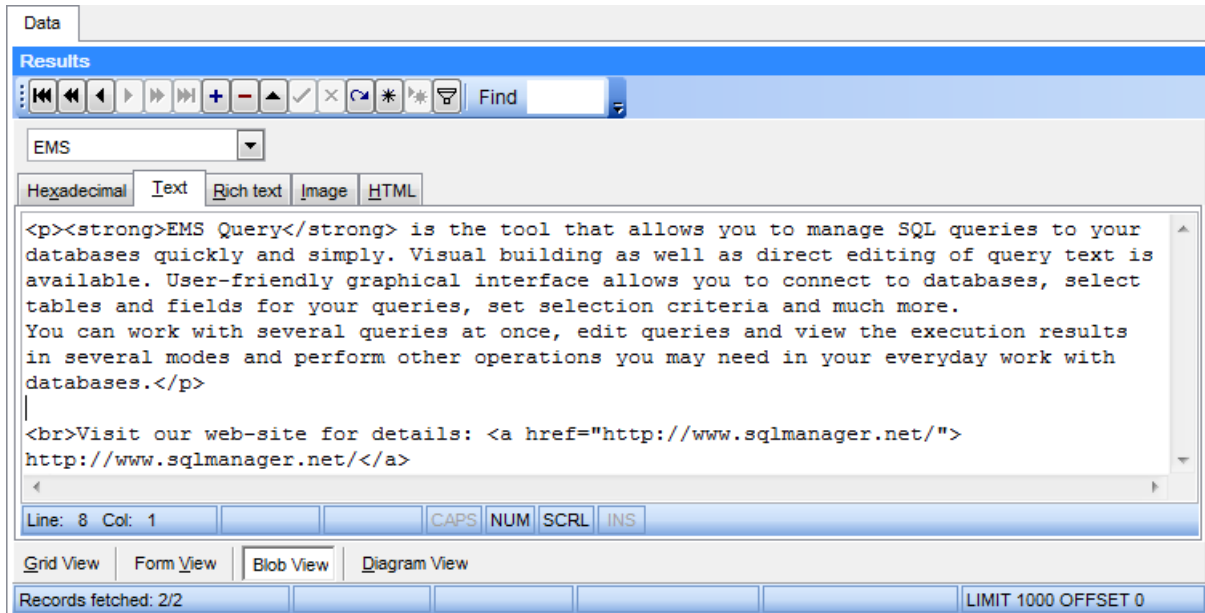 Data
Results
Find
EMS
Hexadecimal Text Rich text Image HTML
<p><strong>EMS Query</strong> is the tool that allows you to manage SQL queries to your
databases quickly and simply. Visual building as well as direct editing of query text is
available. User-friendly graphical interface allows you to connect to databases, select
tables and fields for your queries, set selection criteria and much more.
You can work with several queries at once, edit queries and view the execution results
in several modes and perform other operations you may need in your everyday work with
databases.</p>
<br>Visit our web-site for details: <a href="http://www.sqlmanager.net/">
http://www.sqlmanager.net/</a>
Line: 8 Col: 1 CAPS NUM SCRL INS
Grid View Form View Blob View Diagram View
Records fetched: 2/2 LIMIT 1000 OFFSET 0